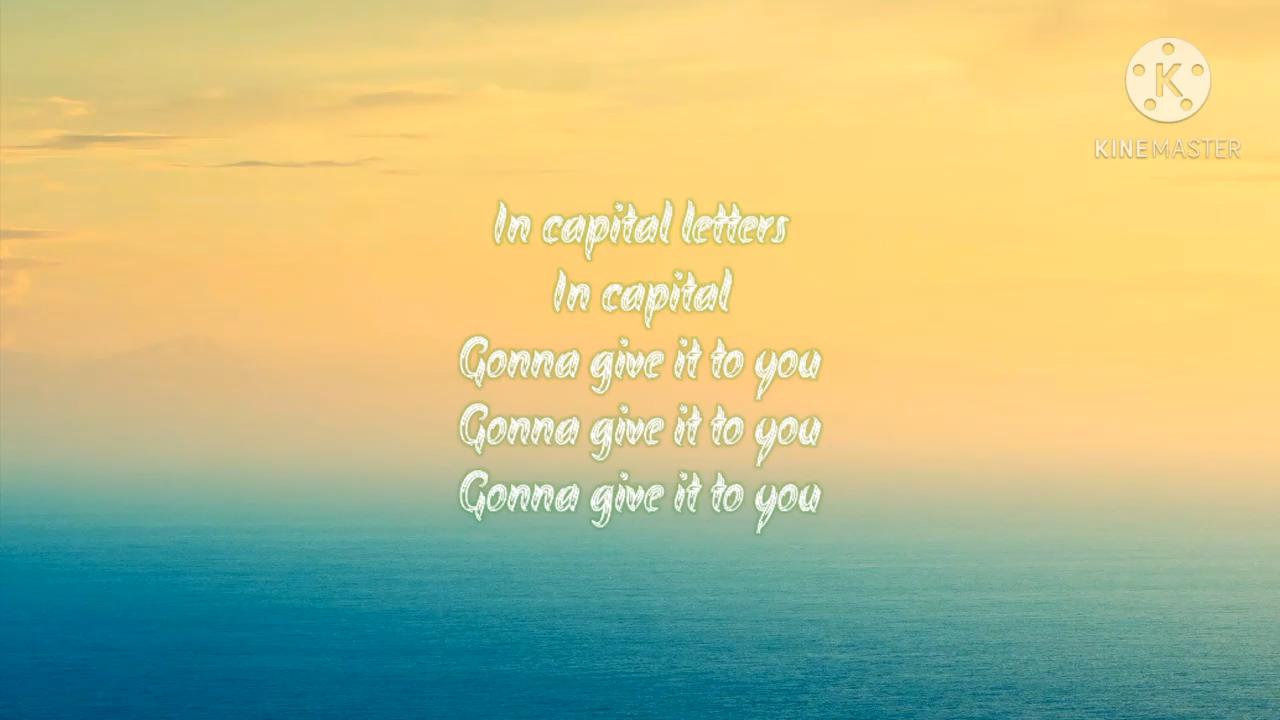 K
KINEMASTER
In capital letters
In capital
Gonna give it to you
Gonna give it to you
Gonna give it to you